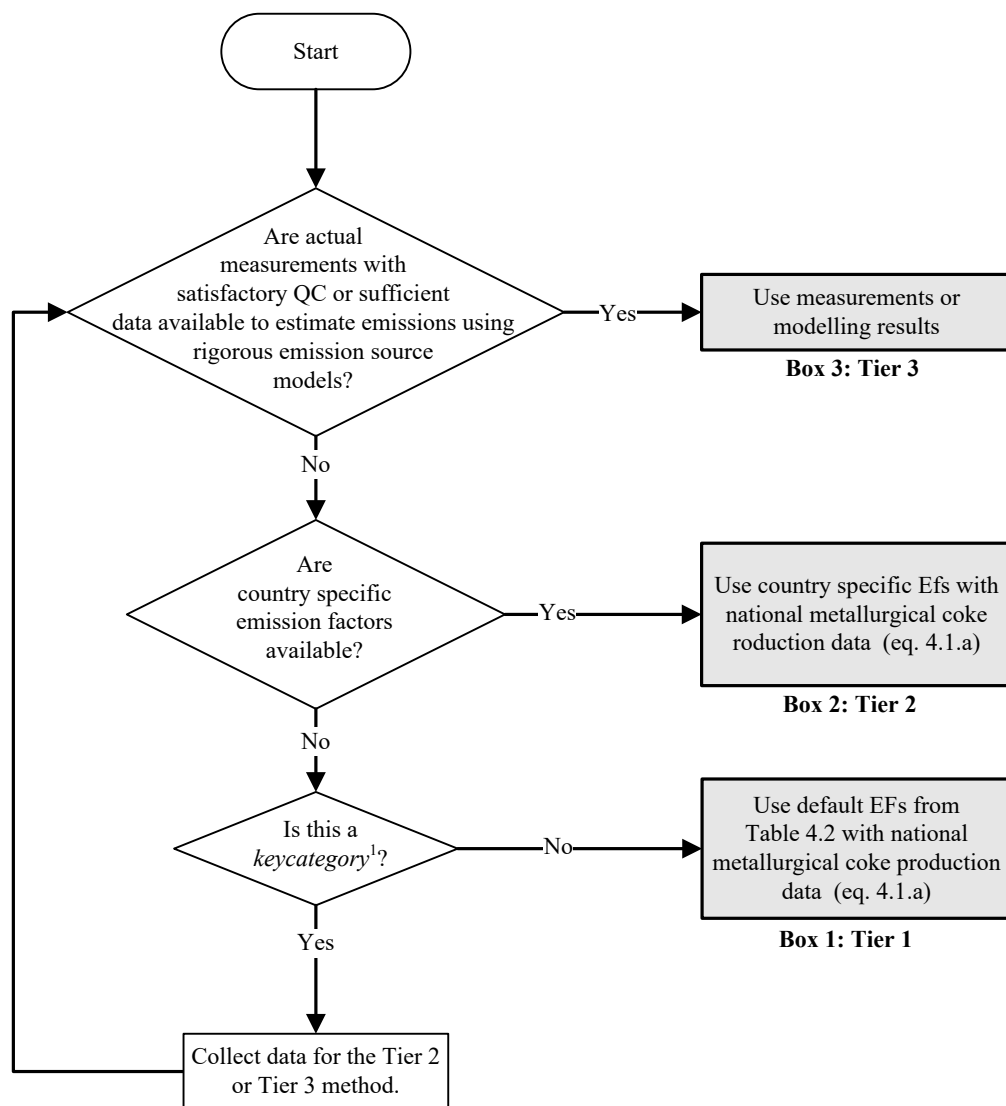 Start
Are actual
measurements with
satisfactory QC or sufficient
data available to estimate emissions using
rigorous emission source
models?
Yes
Use measurements or
modelling results
Box 3: Tier 3
No
Are
country specific
emission factors
available?
Yes
Use country specific Efs with
national metallurgical coke
roduction data (eq. 4.1.a)
Box 2: Tier 2
No
Is this a
keycategory¹?
No
Use default EFs from
Table 4.2 with national
metallurgical coke production
data (eq. 4.1.a)
Box 1: Tier 1
Yes
Collect data for the Tier 2
or Tier 3 method.